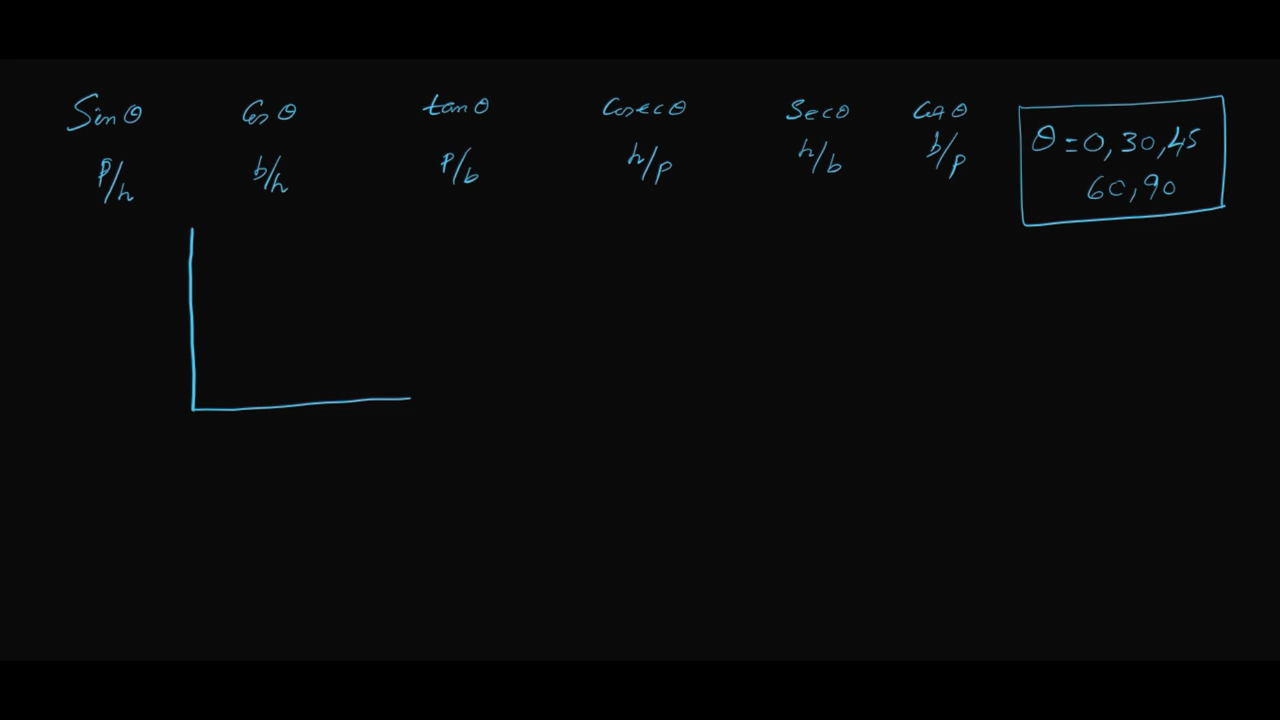 Sinθ Cosθ tanθ Cosecθ Secθ Cotθ
p/h b/h p/b h/p h/b b/p
θ = 0, 30, 45
60, 90